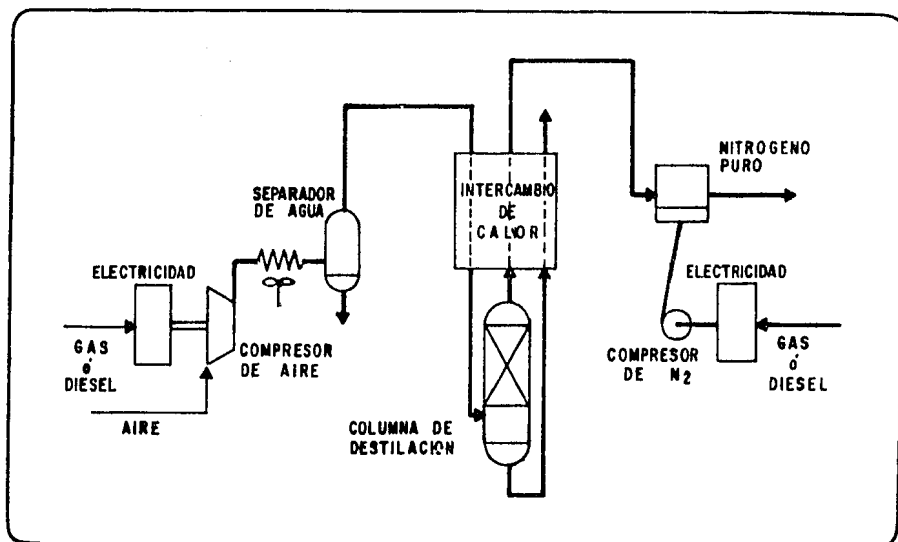 SEPARADOR
DE AGUA
ELECTRICIDAD
GAS
ó
DIESEL
COMPRESOR
DE AIRE
AIRE
INTERCAMBIO
DE
CALOR
COLUMNA DE
DESTILACION
NITROGENO
PURO
ELECTRICIDAD
COMPRESOR
DE N2
GAS
ó
DIESEL